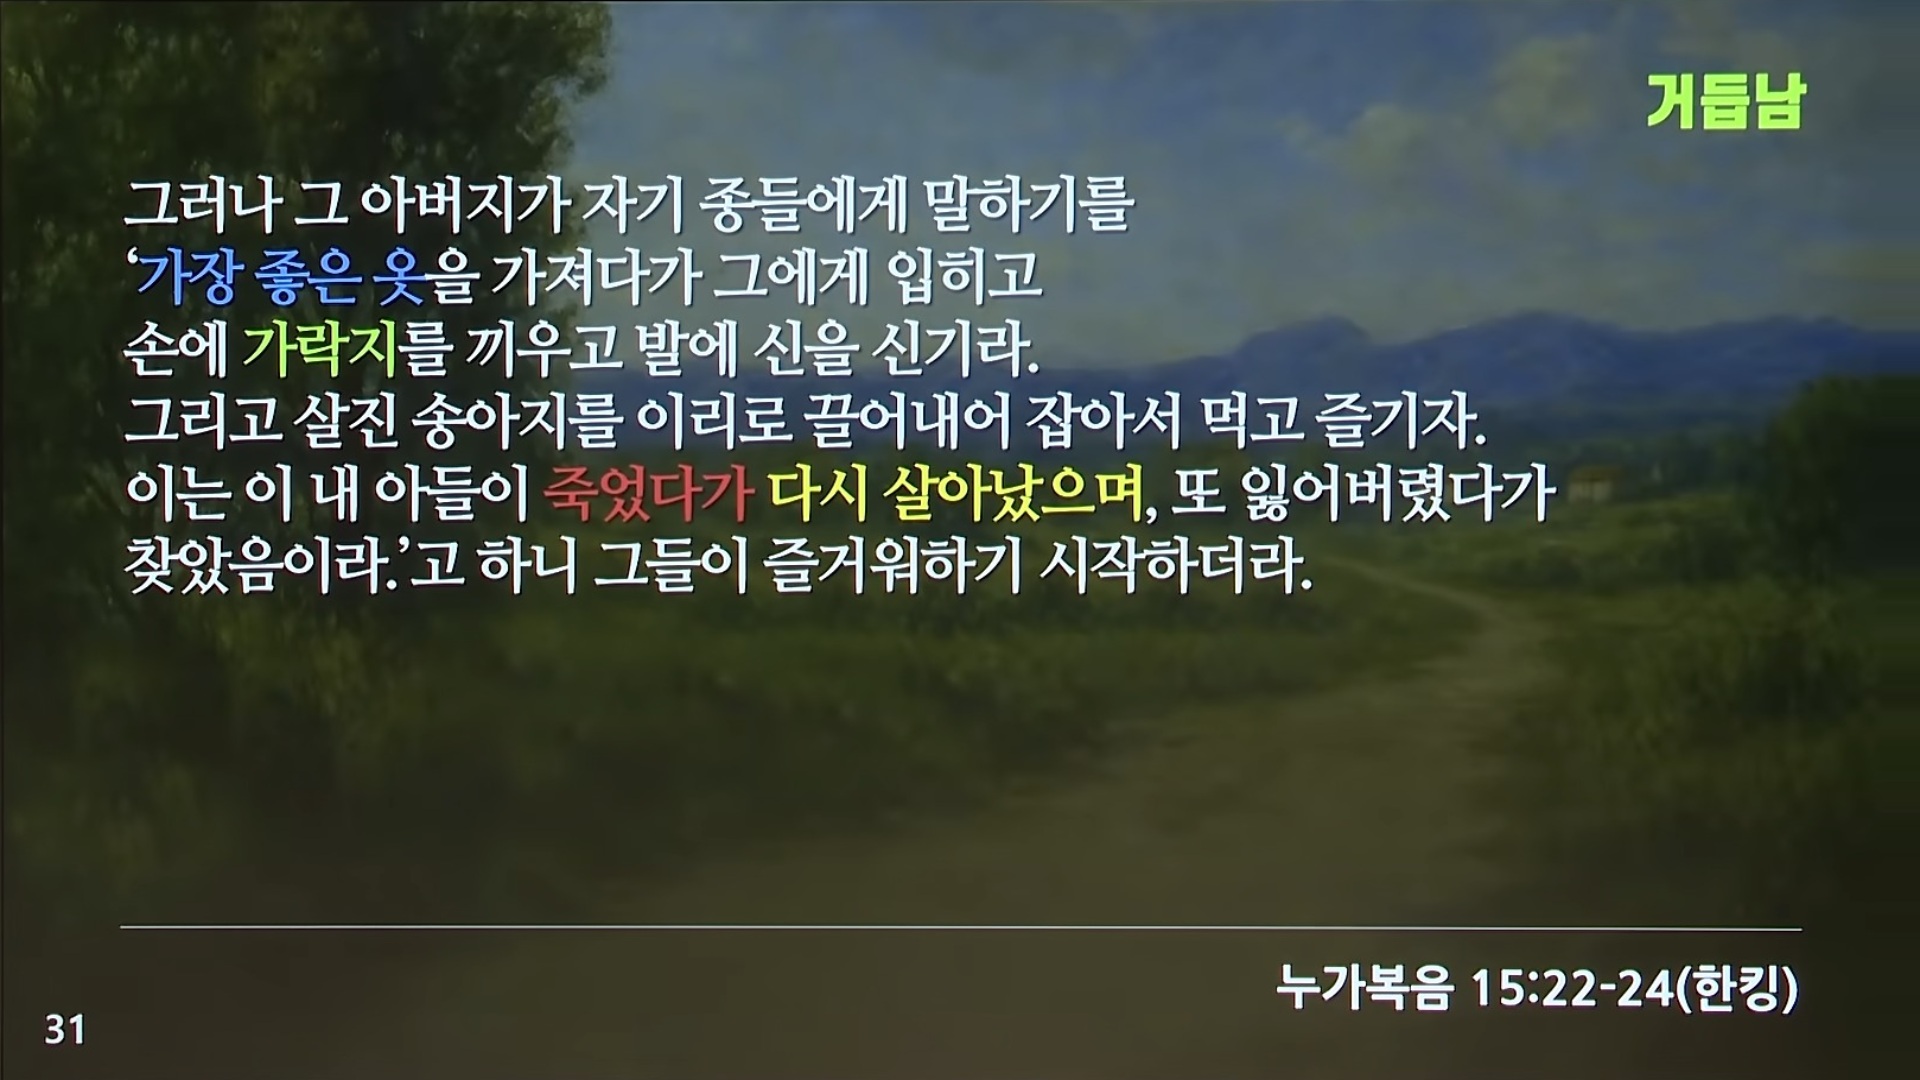 거듭남
그러나 그 아버지가 자기 종들에게 말하기를
‘가장 좋은 옷을 가져다가 그에게 입히고
손에 가락지를 끼우고 발에 신을 신기라.
그리고 살진 송아지를 이리로 끌어내어 잡아서 먹고 즐기자.
이는 이 내 아들이 죽었다가 다시 살아났으며, 또 잃어버렸다가
찾았음이라.’고 하니 그들이 즐거워하기 시작하더라.
누가복음 15:22-24(한킹)
31